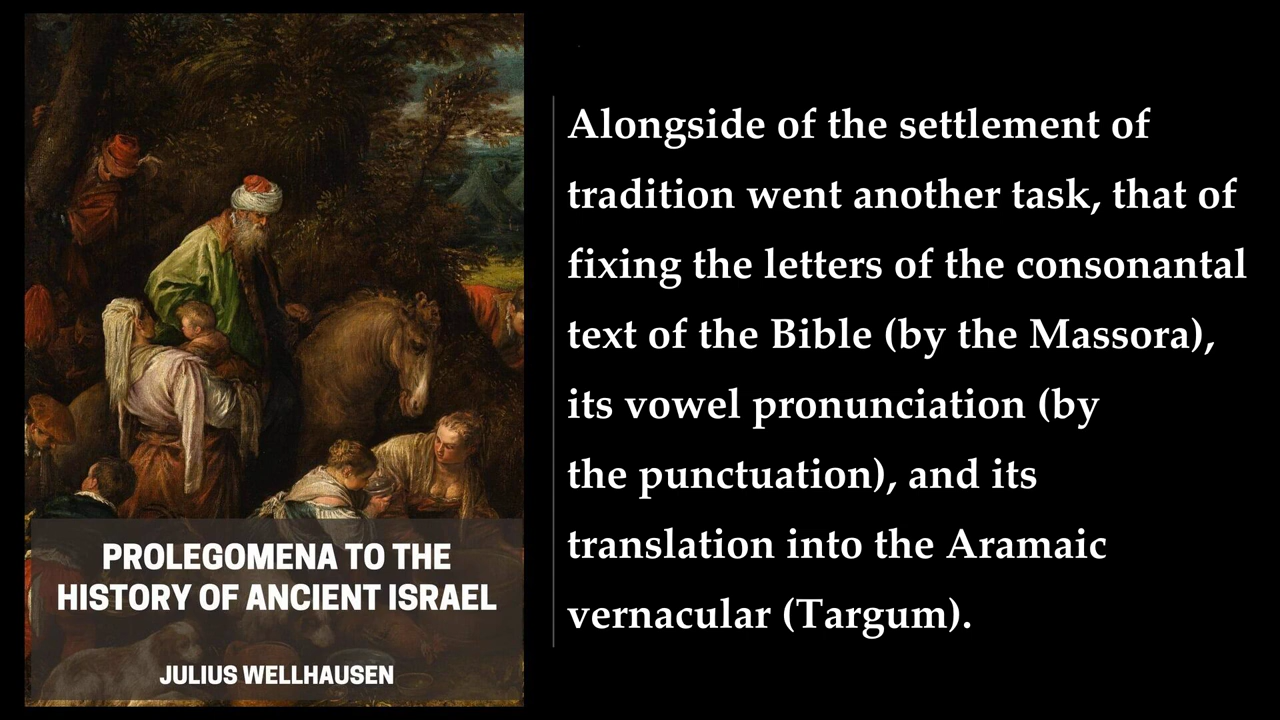 PROLEGOMENA TO THE
HISTORY OF ANCIENT ISRAEL
JULIUS WELLHAUSEN
Alongside of the settlement of
tradition went another task, that of
fixing the letters of the consonantal
text of the Bible (by the Massora),
its vowel pronunciation (by
the punctuation), and its
translation into the Aramaic
vernacular (Targum).